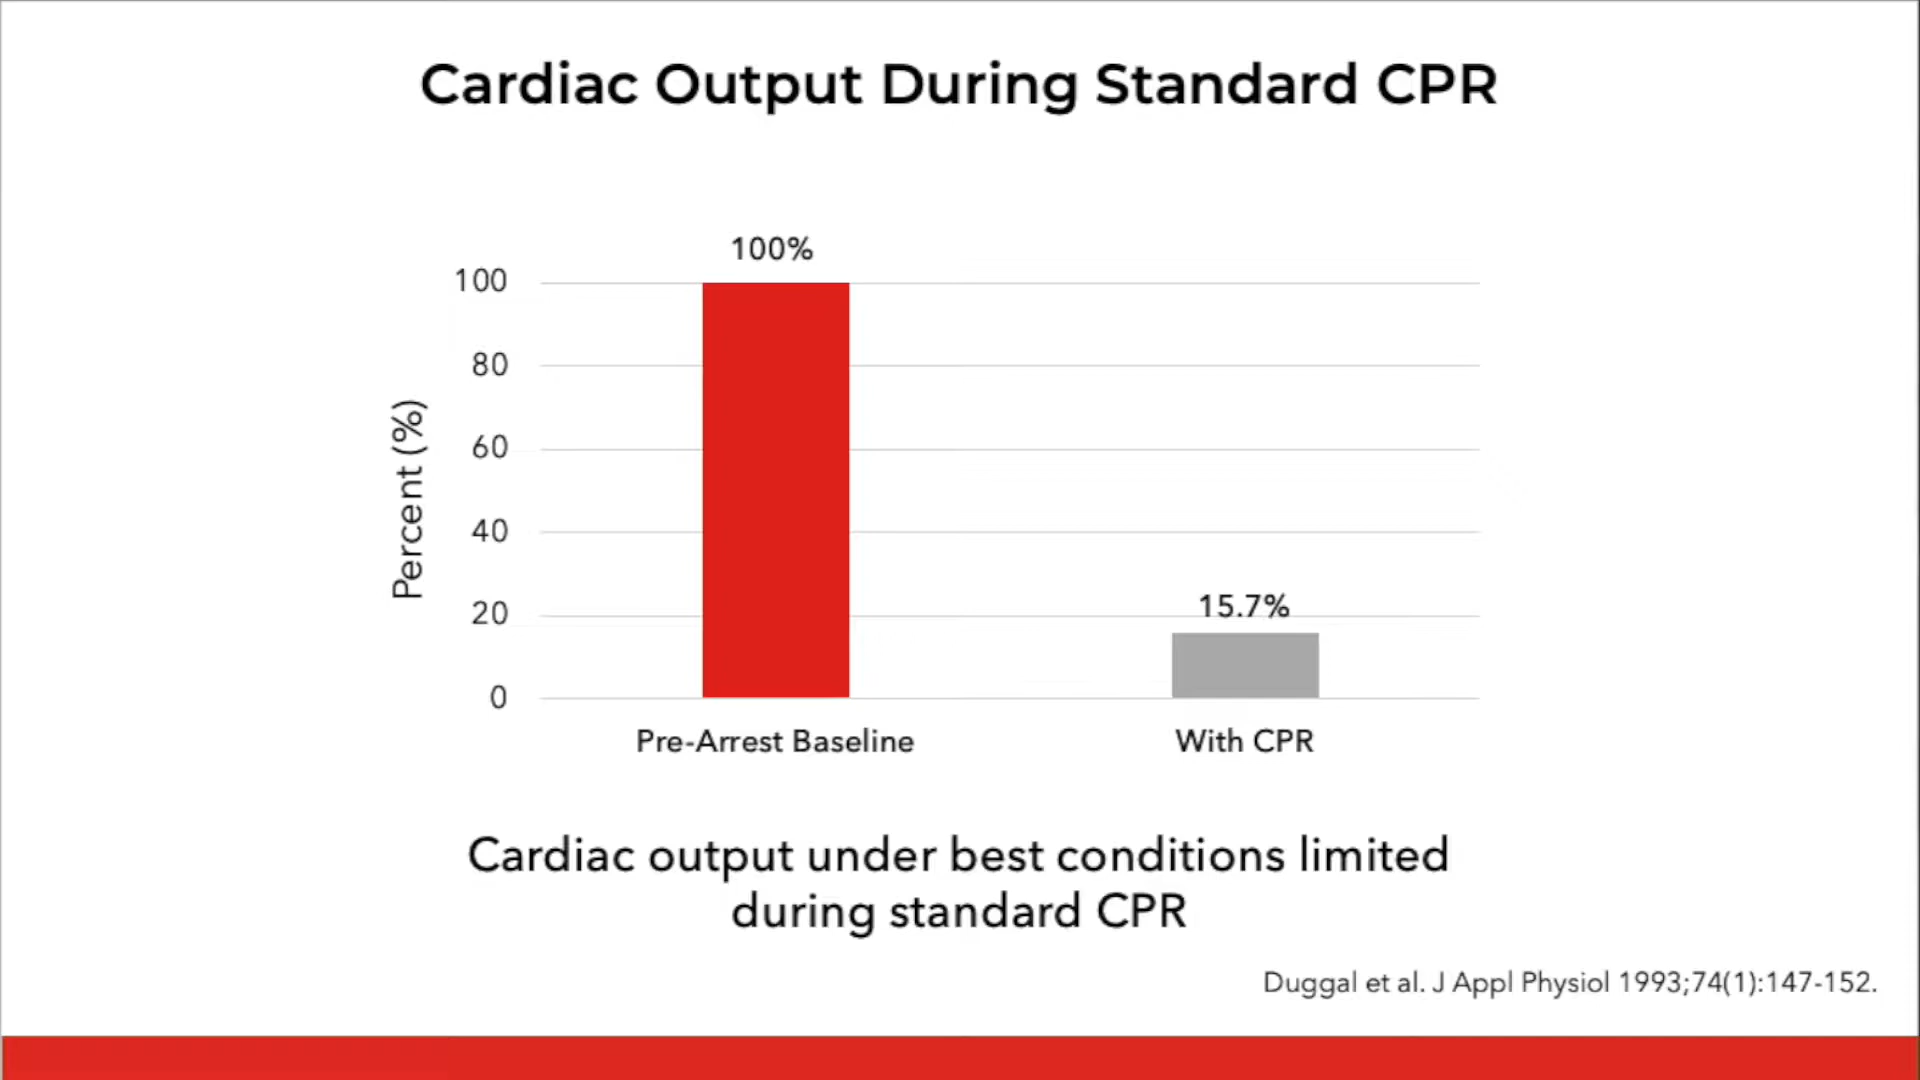 Cardiac Output During Standard CPR
100%
100
80
60
40
20
0
Percent (%)
15.7%
Pre-Arrest Baseline
With CPR
Cardiac output under best conditions limited
during standard CPR
Duggal et al. J Appl Physiol 1993;74(1):147-152.